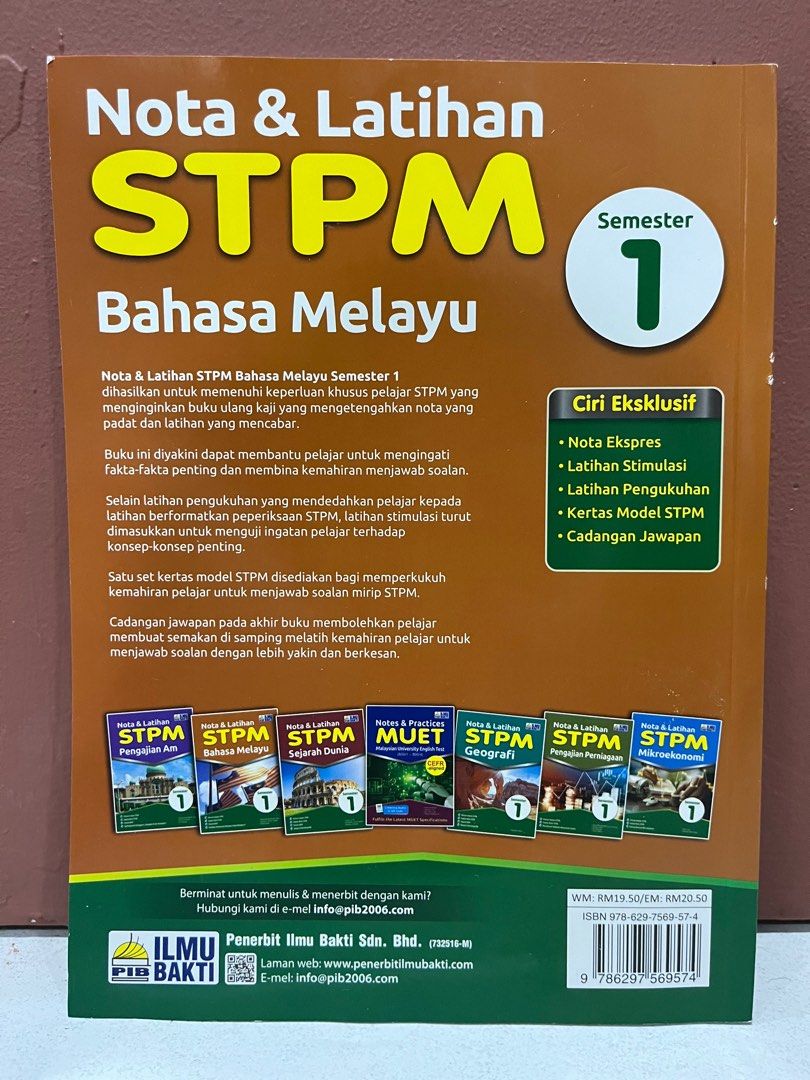 Nota & Latihan
STPM
Bahasa Melayu
Semester
1
Nota & Latihan STPM Bahasa Melayu Semester 1
dihasilkan untuk memenuhi keperluan khusus pelajar STPM yang
menginginkan buku ulang kaji yang mengetengahkan nota yang
padat dan latihan yang mencabar.
Buku ini diyakini dapat membantu pelajar untuk mengingati
fakta-fakta penting dan membina kemahiran menjawab soalan.
Selain latihan pengukuhan yang mendedahkan pelajar kepada
latihan berformatkan peperiksaan STPM, latihan stimulasi turut
dimasukkan untuk menguji ingatan pelajar terhadap
konsep-konsep penting.
Satu set kertas model STPM disediakan bagi memperkukuh
kemahiran pelajar untuk menjawab soalan mirip STPM.
Cadangan jawapan pada akhir buku membolehkan pelajar
membuat semakan di samping melatih kemahiran pelajar untuk
menjawab soalan dengan lebih yakin dan berkesan.
Ciri Eksklusif
• Nota Ekspres
• Latihan Stimulasi
• Latihan Pengukuhan
• Kertas Model STPM
• Cadangan Jawapan
Nota & Latihan
STPM
Pengajian Am
1
Nota & Latihan
STPM
Bahasa Melayu
1
Nota & Latihan
STPM
Sejarah Dunia
1
Notes & Practices
MUET
Malaysian University English Test
CEFR
-aligned
Fulfils the Latest MUET Specifications
Nota & Latihan
STPM
Geografi
1
Nota & Latihan
STPM
Pengajian Perniagaan
1
Nota & Latihan
STPM
Mikroekonomi
1
Berminat untuk menulis & menerbit dengan kami?
Hubungi kami di e-mel info@pib2006.com
PIB
ILMU
BAKTI
Penerbit Ilmu Bakti Sdn. Bhd. (732516-M)
Laman web: www.penerbitilmubakti.com
E-mel: info@pib2006.com
WM: RM19.50/EM: RM20.50
ISBN 978-629-7569-57-4
9 786297 569574